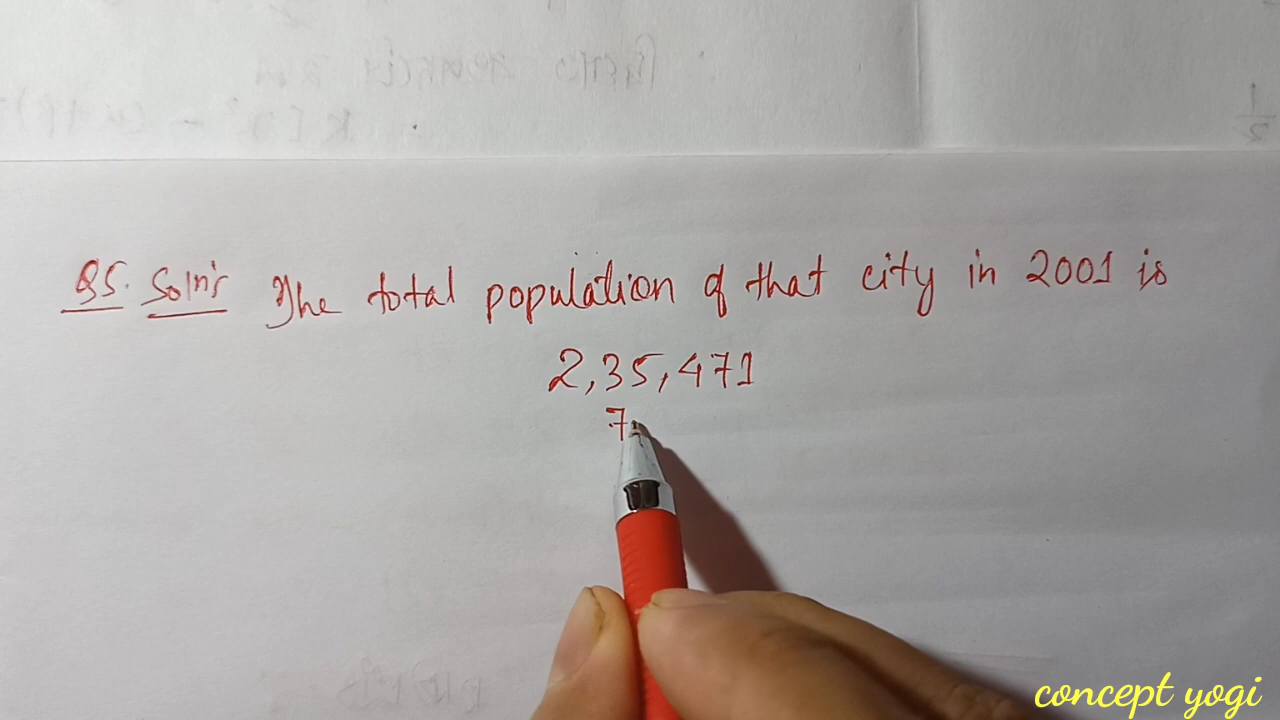 Q5. Soln:- The total population of that city in 2001 is
2,35,471
7
concept yogi